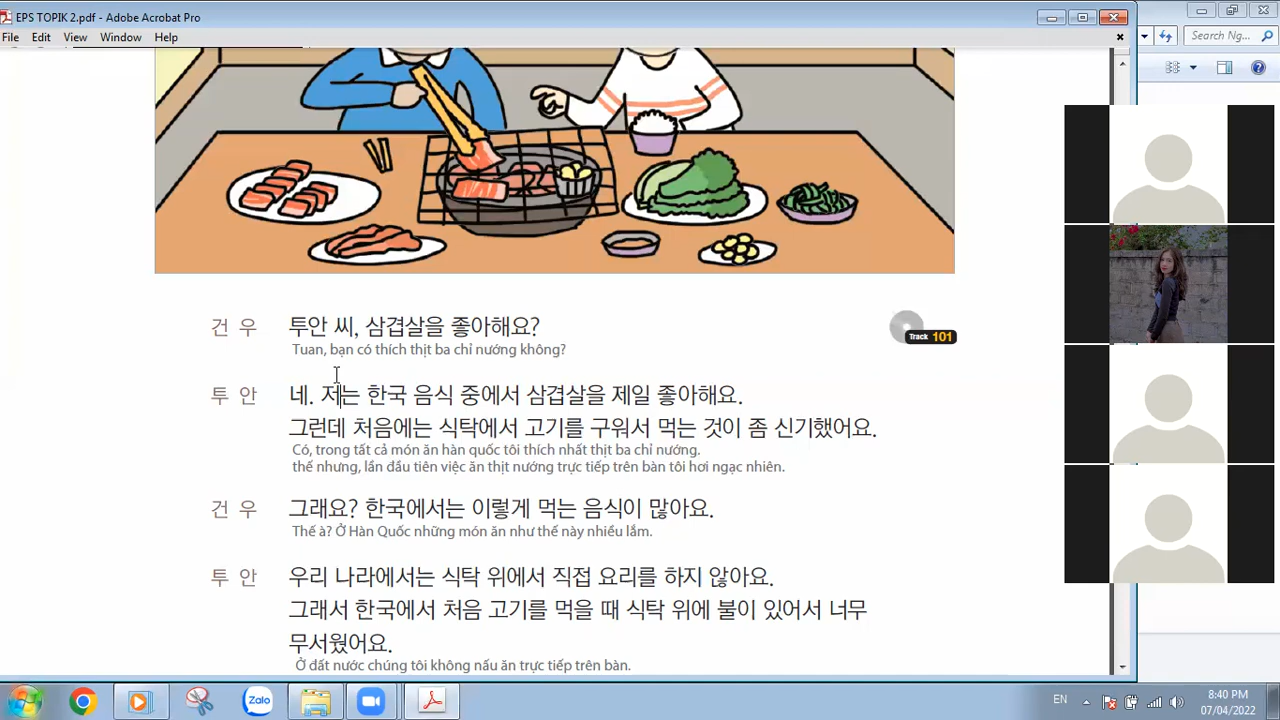 EPS TOPIK 2.pdf - Adobe Acrobat Pro
File Edit View Window Help
Search Ng...
건 우 투안 씨, 삼겹살을 좋아해요?
Tuan, bạn có thích thịt ba chỉ nướng không?
Track 101
투 안 네. 저는 한국 음식 중에서 삼겹살을 제일 좋아해요.
그런데 처음에는 식탁에서 고기를 구워서 먹는 것이 좀 신기했어요.
Có, trong tất cả món ăn hàn quốc tôi thích nhất thịt ba chỉ nướng.
thế nhưng, lần đầu tiên việc ăn thịt nướng trực tiếp trên bàn tôi hơi ngạc nhiên.
건 우 그래요? 한국에서는 이렇게 먹는 음식이 많아요.
Thế à? Ở Hàn Quốc những món ăn như thế này nhiều lắm.
투 안 우리 나라에서는 식탁 위에서 직접 요리를 하지 않아요.
그래서 한국에서 처음 고기를 먹을 때 식탁 위에 불이 있어서 너무
무서웠어요.
Ở đất nước chúng tôi không nấu ăn trực tiếp trên bàn.
Zalo
EN
8:40 PM
07/04/2022